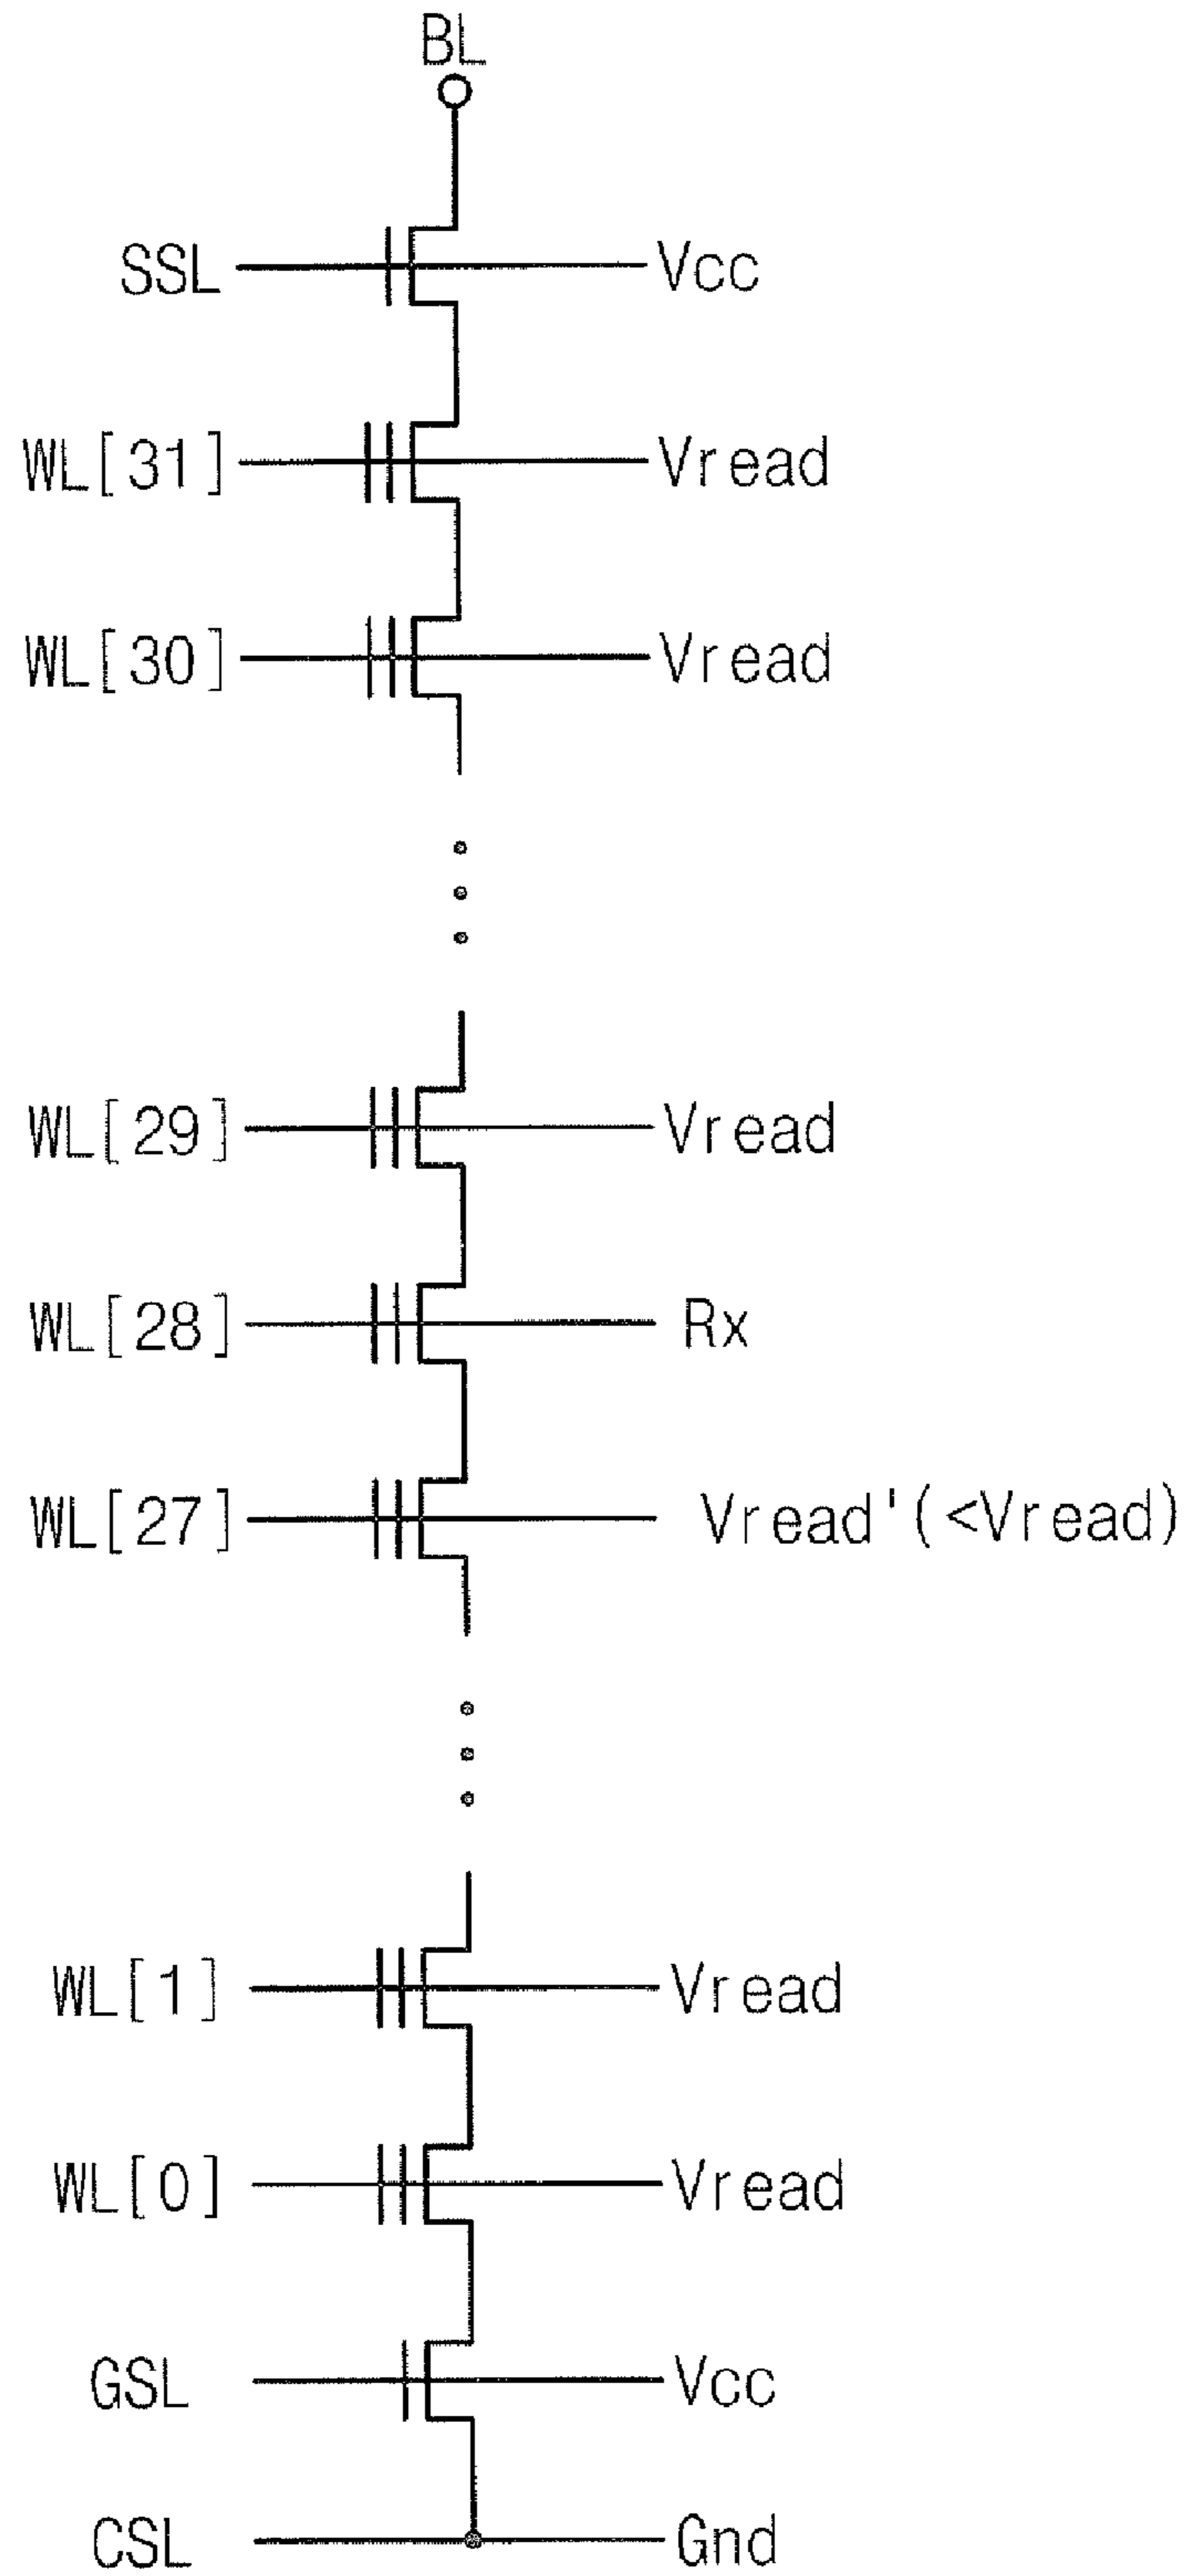 BL
SSL Vcc
WL[31] Vread
WL[30] Vread
WL[29] Vread
WL[28] Rx
WL[27] Vread'(<Vread)
WL[1] Vread
WL[0] Vread
GSL Vcc
CSL Gnd